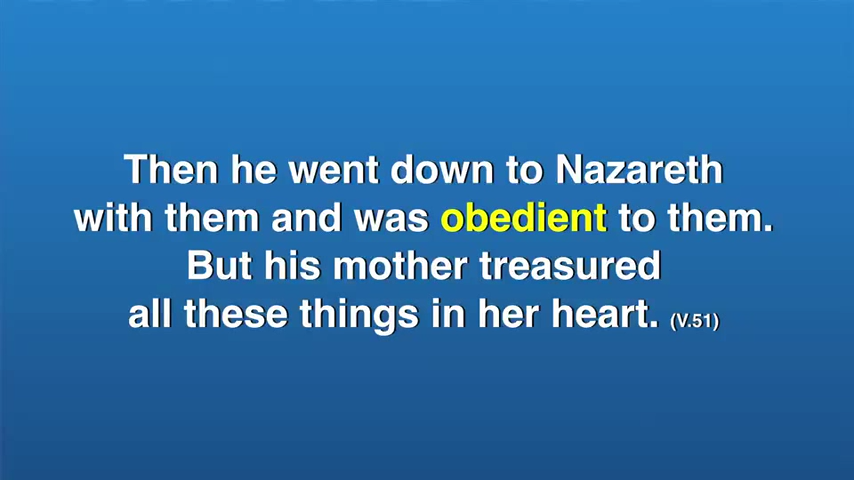 Then he went down to Nazareth
with them and was obedient to them.
But his mother treasured
all these things in her heart. (V.51)